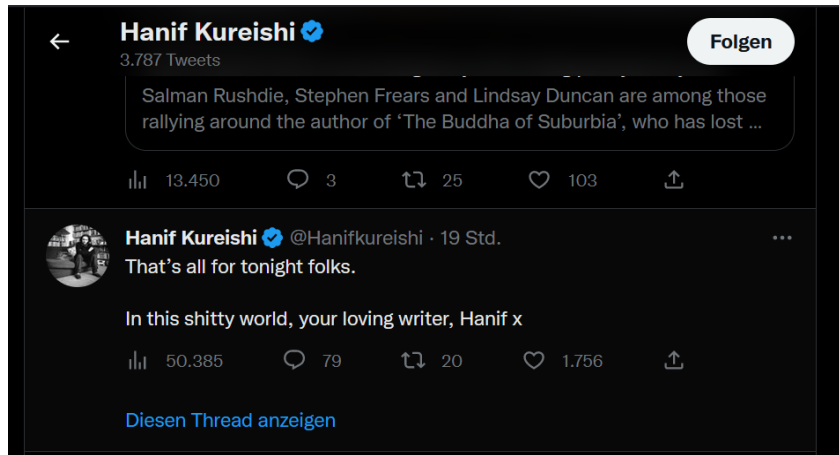 Hanif Kureishi
3.787 Tweets
Folgen
Salman Rushdie, Stephen Frears and Lindsay Duncan are among those
rallying around the author of ‘The Buddha of Suburbia’, who has lost ...
13.450 3 25 103
Hanif Kureishi @Hanifkureishi · 19 Std.
That’s all for tonight folks.
In this shitty world, your loving writer, Hanif x
50.385 79 20 1.756
Diesen Thread anzeigen